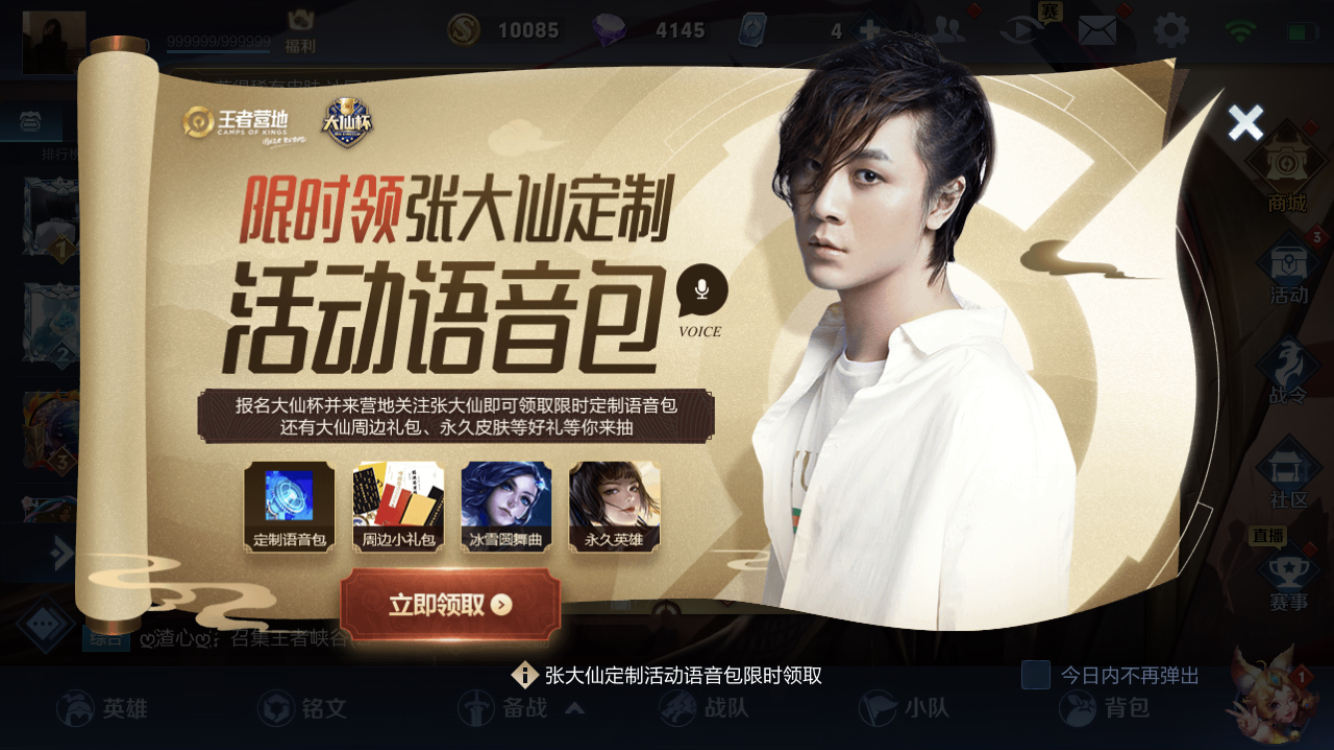 999999/999999
福利
10085
4145
4
赛
王者营地
CAMPS OF KINGS
大仙杯
限时领张大仙定制
活动语音包
VOICE
报名大仙杯并来营地关注张大仙即可领取限时定制语音包
还有大仙周边礼包、永久皮肤等好礼等你来抽
定制语音包
周边小礼包
冰雪圆舞曲
永久英雄
立即领取
张大仙定制活动语音包限时领取
今日内不再弹出
1
2
3
商城
3
活动
战令
社区
直播
赛事
综合
渣心
召集王者峡谷
英雄
铭文
备战
战队
小队
背包
1